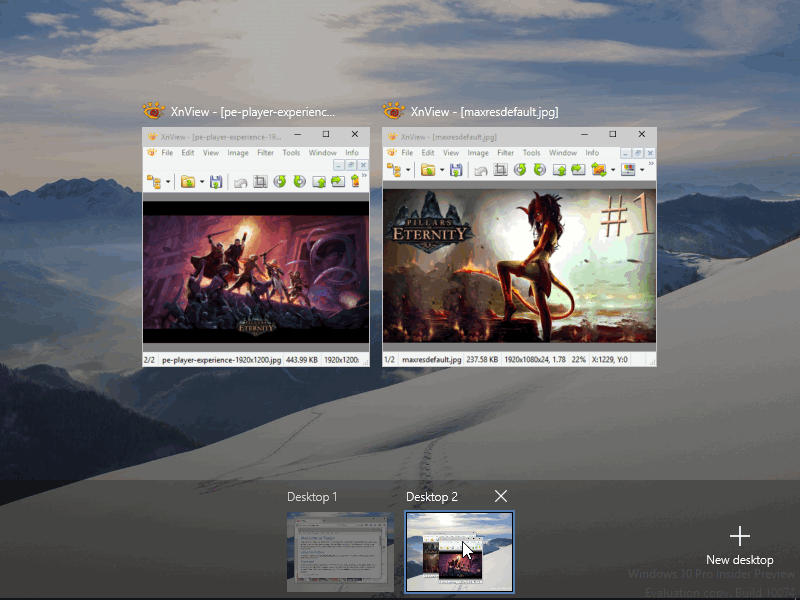 XnView - [pe-player-experienc...
XnView - [maxresdefault.jpg]
XnView - [pe-player-experience-19...
XnView - [maxresdefault.jpg]
File Edit View Image Filter Tools Window Info
File Edit View Image Filter Tools Window Info
PILLARS
ETERNITY
#1
ETERNITY
2/2 pe-player-experience-1920x1200.jpg 443.99 KB 1920x1200:
1/2 maxresdefault.jpg 237.58 KB 1920x1080x24, 1.78 22% X:1229, Y:0
Desktop 1
Desktop 2
New desktop
Windows 10 Pro Insider Preview
Evaluation copy. Build 10074